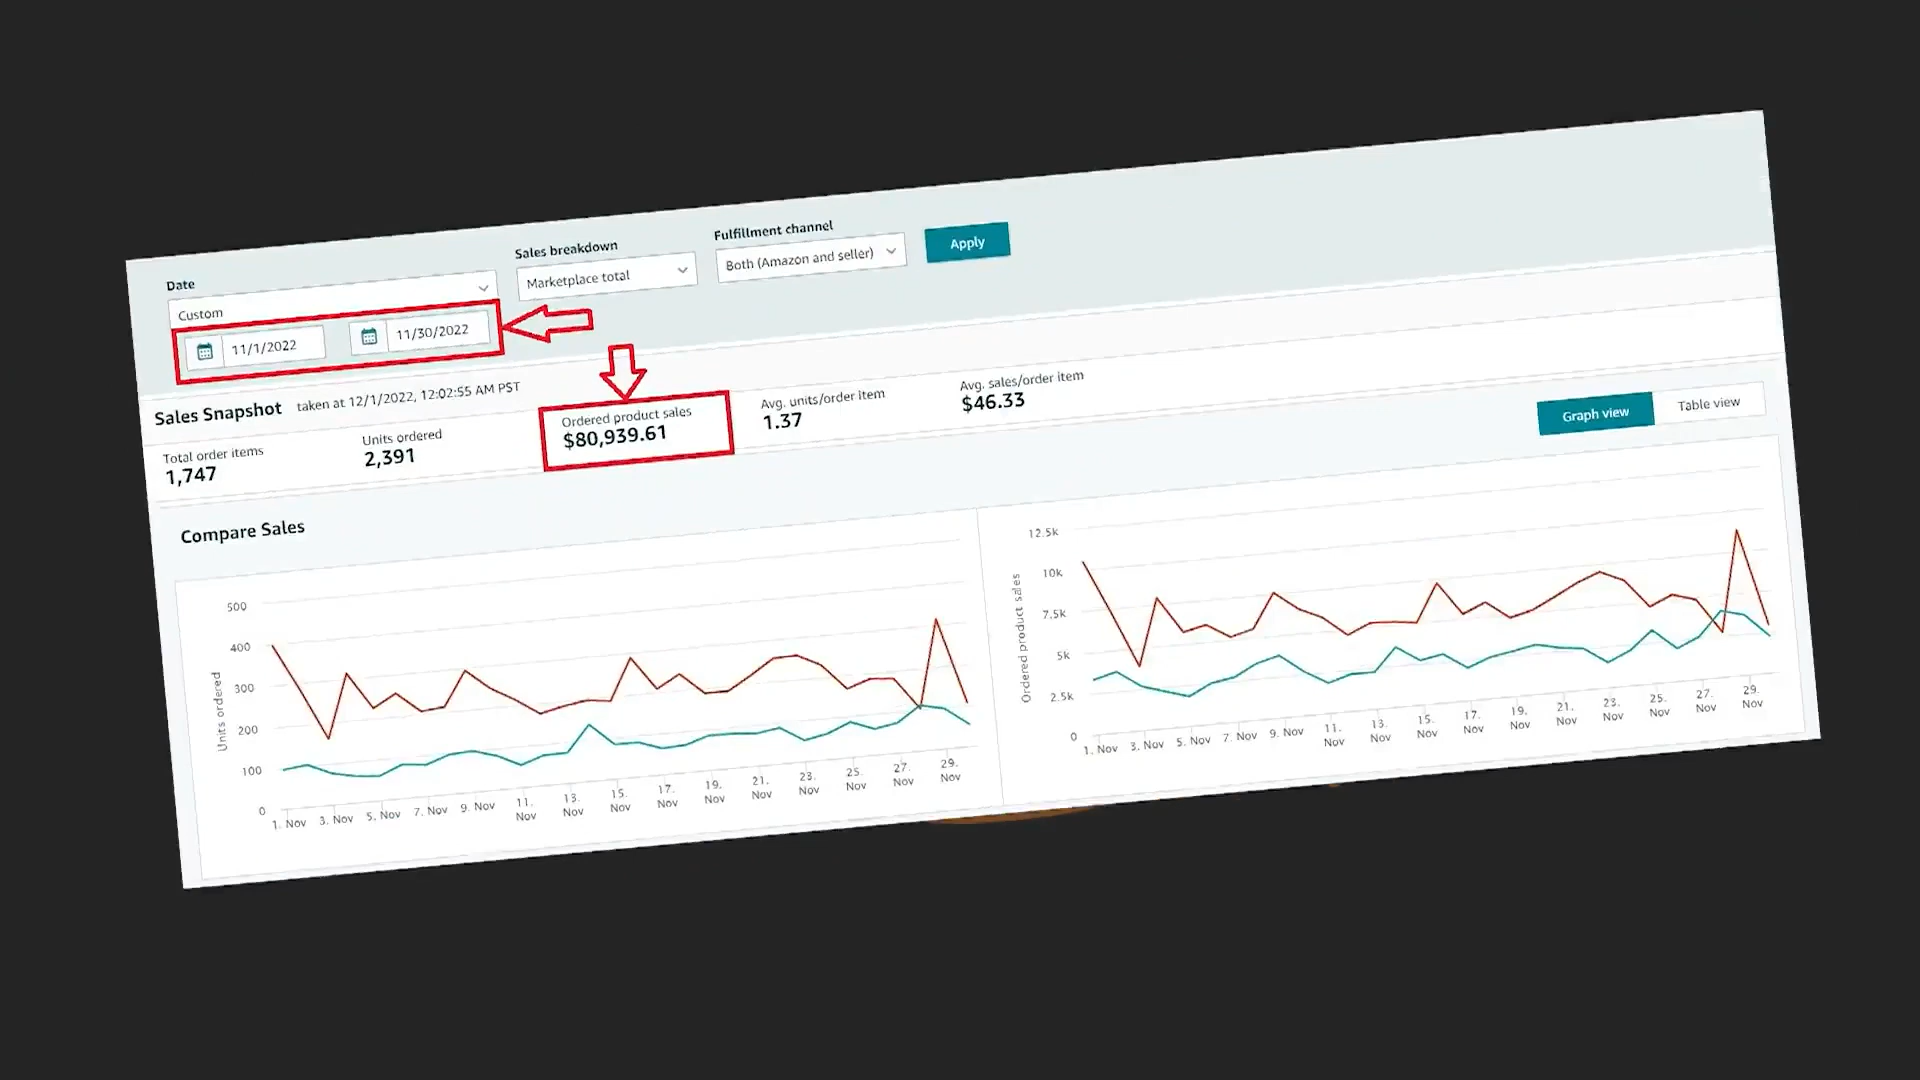 Date
Custom
11/1/2022
11/30/2022
Sales breakdown
Marketplace total
Fulfillment channel
Both (Amazon and seller)
Apply
Sales Snapshot taken at 12/1/2022, 12:02:55 AM PST
Total order items
1,747
Units ordered
2,391
Ordered product sales
$80,939.61
Avg. units/order item
1.37
Avg. sales/order item
$46.33
Graph view
Table view
Compare Sales
Units ordered
500
400
300
200
100
0
1. Nov
3. Nov
5. Nov
7. Nov
9. Nov
11. Nov
13. Nov
15. Nov
17. Nov
19. Nov
21. Nov
23. Nov
25. Nov
27. Nov
29. Nov
Ordered product sales
12.5k
10k
7.5k
5k
2.5k
0
1. Nov
3. Nov
5. Nov
7. Nov
9. Nov
11. Nov
13. Nov
15. Nov
17. Nov
19. Nov
21. Nov
23. Nov
25. Nov
27. Nov
29. Nov